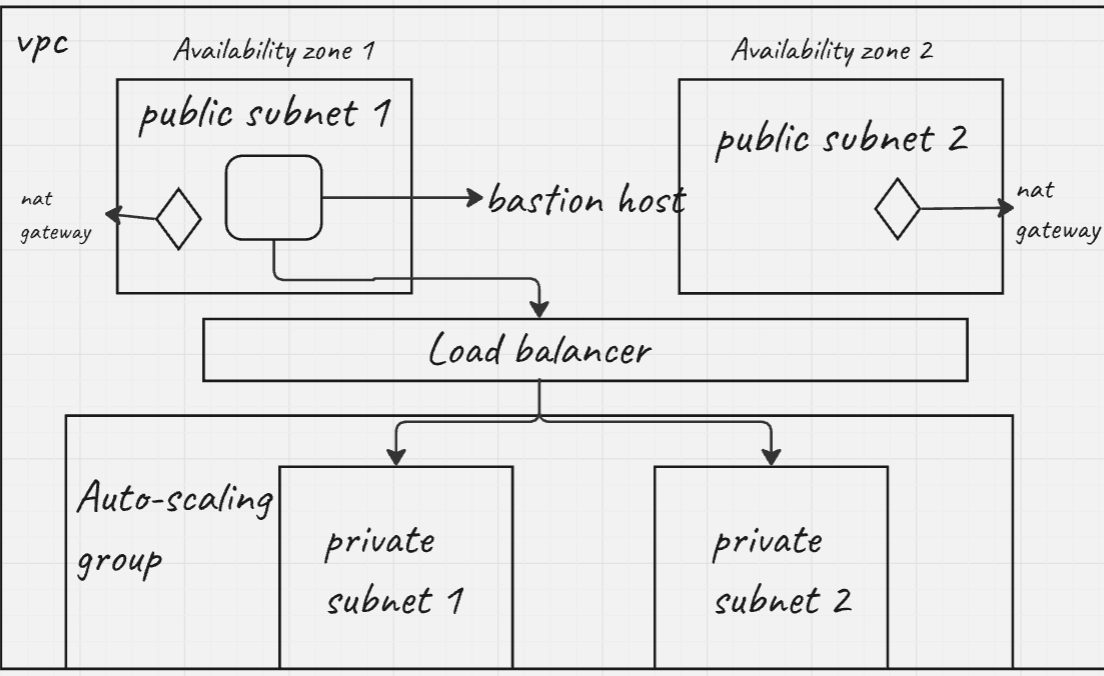 vpc
Availability zone 1
Availability zone 2
public subnet 1
public subnet 2
nat
gateway
bastion host
nat
gateway
Load balancer
Auto-scaling
group
private
subnet 1
private
subnet 2